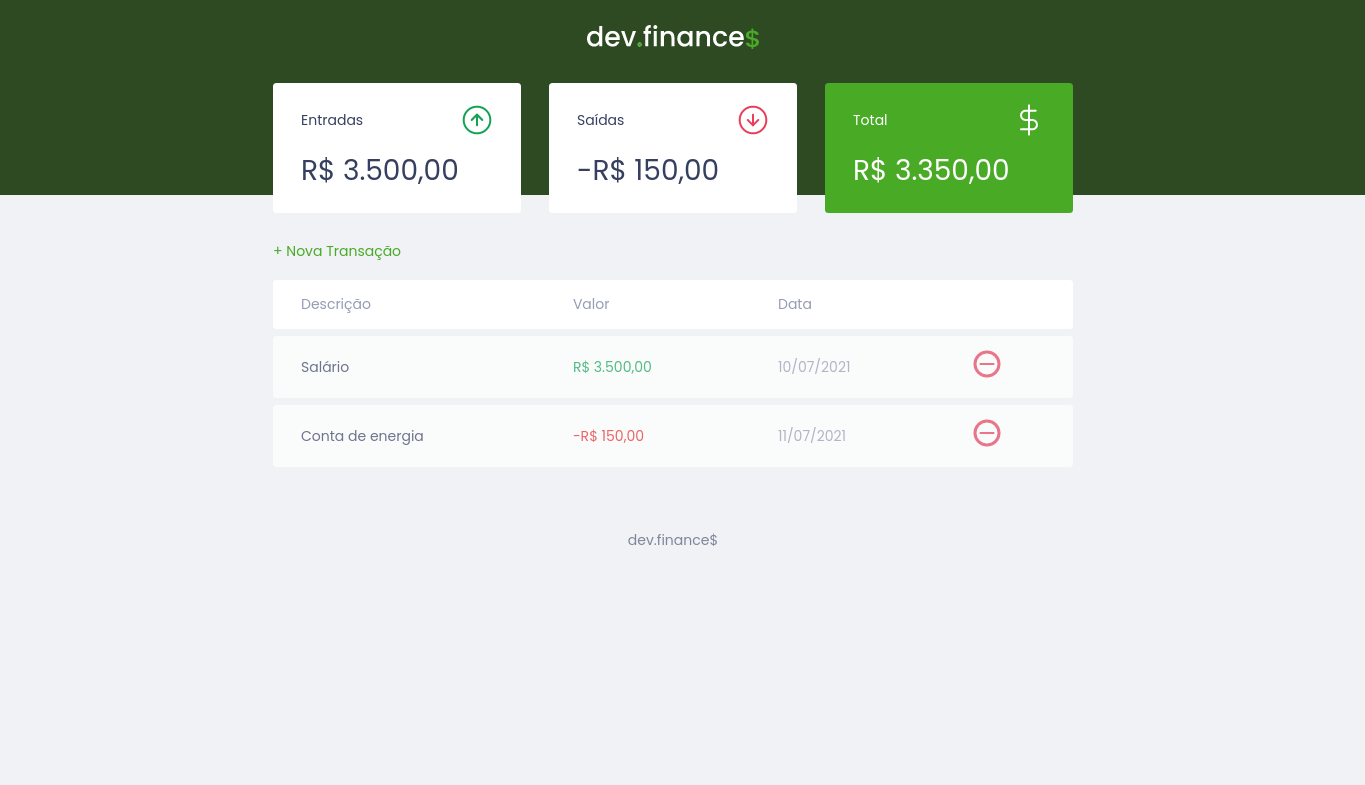 dev.finance$
Entradas
R$ 3.500,00
Saídas
-R$ 150,00
Total
$
R$ 3.350,00
+ Nova Transação
Descrição Valor Data
Salário R$ 3.500,00 10/07/2021
Conta de energia -R$ 150,00 11/07/2021
dev.finance$